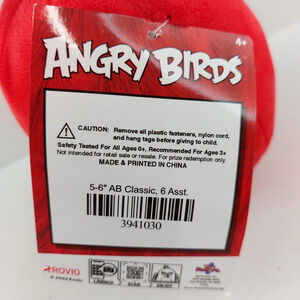 4+
ANGRY BIRDS
CAUTION: Remove all plastic fasteners, nylon cord,
and hang tags before giving to child.
Safety Tested For All Ages 0+, Recommended For Ages 3+
Not intended for retail sale or resale. For prize redemption only.
MADE & PRINTED IN CHINA
5-6" AB Classic, 6 Asst.
3941030
ROVIO
LAUNCH
SCAN